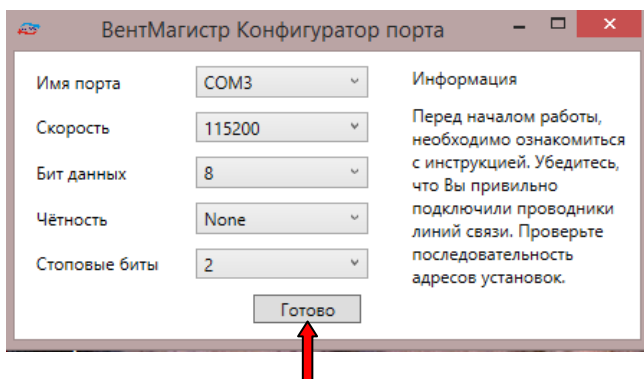 ВентМагистр Конфигуратор порта
Имя порта COM3
Скорость 115200
Бит данных 8
Чётность None
Стоповые биты 2
Готово
Информация
Перед началом работы,
необходимо ознакомиться
с инструкцией. Убедитесь,
что Вы привильно
подключили проводники
линий связи. Проверьте
последовательность
адресов установок.